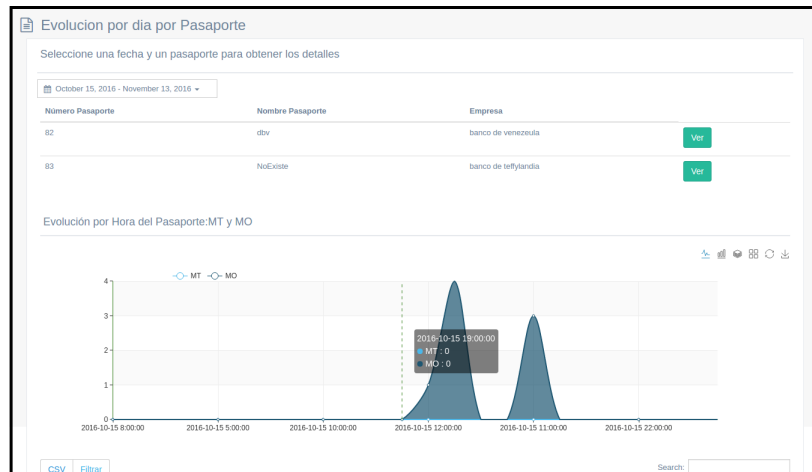 Evolucion por dia por Pasaporte
Seleccione una fecha y un pasaporte para obtener los detalles
October 15, 2016 - November 13, 2016
Número Pasaporte Nombre Pasaporte Empresa
82 dbv banco de venezeula Ver
83 NoExiste banco de teffylandia Ver
Evolución por Hora del Pasaporte:MT y MO
MT MO
4
3
2
1
0
2016-10-15 19:00:00
MT : 0
MO : 0
2016-10-15 8:00:00 2016-10-15 5:00:00 2016-10-15 10:00:00 2016-10-15 12:00:00 2016-10-15 11:00:00 2016-10-15 22:00:00
CSV Filtrar Search: